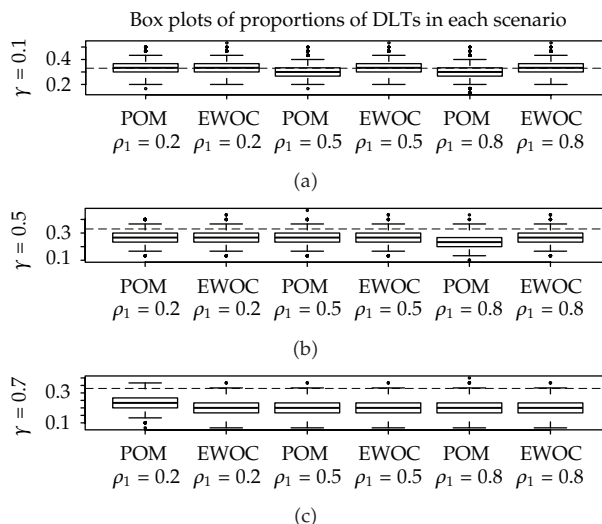 Box plots of proportions of DLTs in each scenario
γ = 0.1
0.4
0.2
POM EWOC POM EWOC POM EWOC
ρ1 = 0.2 ρ1 = 0.2 ρ1 = 0.5 ρ1 = 0.5 ρ1 = 0.8 ρ1 = 0.8
(a)
γ = 0.5
0.3
0.1
POM EWOC POM EWOC POM EWOC
ρ1 = 0.2 ρ1 = 0.2 ρ1 = 0.5 ρ1 = 0.5 ρ1 = 0.8 ρ1 = 0.8
(b)
γ = 0.7
0.3
0.1
POM EWOC POM EWOC POM EWOC
ρ1 = 0.2 ρ1 = 0.2 ρ1 = 0.5 ρ1 = 0.5 ρ1 = 0.8 ρ1 = 0.8
(c)